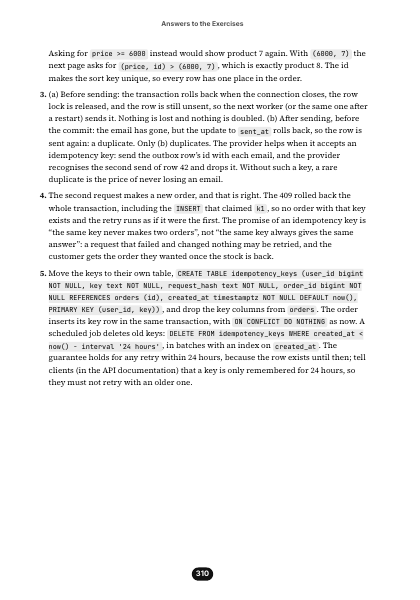 Answers to the Exercises
Asking for price >= 6000 instead would show product 7 again. With (6000, 7) the
next page asks for (price, id) > (6000, 7), which is exactly product 8. The id
makes the sort key unique, so every row has one place in the order.
3. (a) Before sending: the transaction rolls back when the connection closes, the row
lock is released, and the row is still unsent, so the next worker (or the same one after
a restart) sends it. Nothing is lost and nothing is doubled. (b) After sending, before
the commit: the email has gone, but the update to sent_at rolls back, so the row is
sent again: a duplicate. Only (b) duplicates. The provider helps when it accepts an
idempotency key: send the outbox row's id with each email, and the provider
recognises the second send of row 42 and drops it. Without such a key, a rare
duplicate is the price of never losing an email.
4. The second request makes a new order, and that is right. The 409 rolled back the
whole transaction, including the INSERT that claimed k1, so no order with that key
exists and the retry runs as if it were the first. The promise of an idempotency key is
“the same key never makes two orders”, not “the same key always gives the same
answer”: a request that failed and changed nothing may be retried, and the
customer gets the order they wanted once the stock is back.
5. Move the keys to their own table, CREATE TABLE idempotency_keys (user_id bigint
NOT NULL, key text NOT NULL, request_hash text NOT NULL, order_id bigint NOT
NULL REFERENCES orders (id), created_at timestamptz NOT NULL DEFAULT now(),
PRIMARY KEY (user_id, key)), and drop the key columns from orders. The order
inserts its key row in the same transaction, with ON CONFLICT DO NOTHING as now. A
scheduled job deletes old keys: DELETE FROM idempotency_keys WHERE created_at <
now() - interval '24 hours', in batches with an index on created_at. The
guarantee holds for any retry within 24 hours, because the row exists until then; tell
clients (in the API documentation) that a key is only remembered for 24 hours, so
they must not retry with an older one.
310